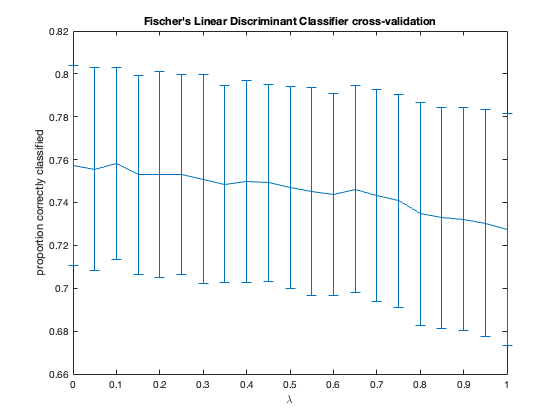 Fischer's Linear Discriminant Classifier cross-validation
proportion correctly classified
0.82
0.8
0.78
0.76
0.74
0.72
0.7
0.68
0.66
0 0.1 0.2 0.3 0.4 0.5 0.6 0.7 0.8 0.9 1
λ